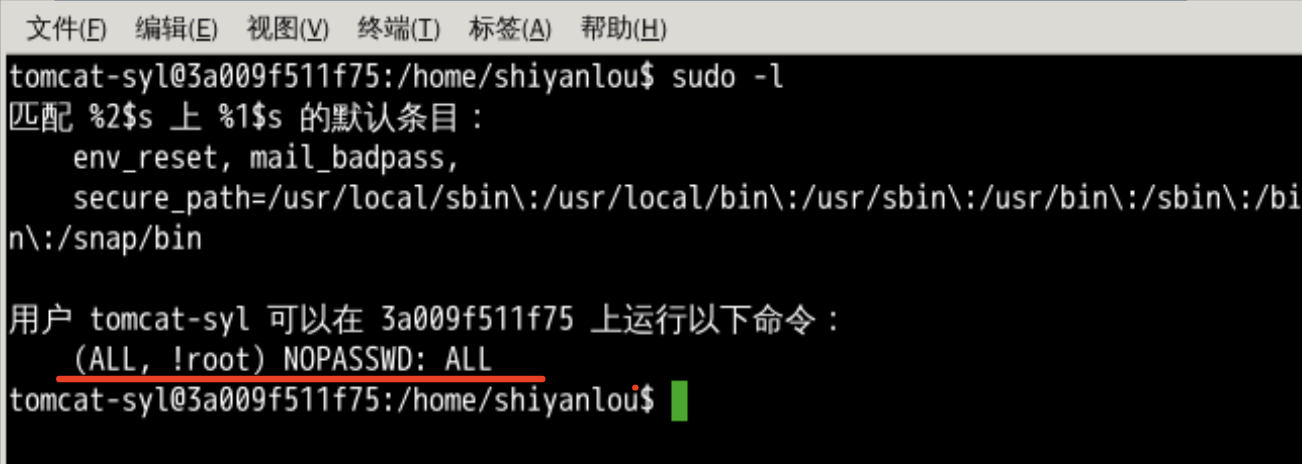 文件(F) 编辑(E) 视图(V) 终端(T) 标签(A) 帮助(H)
tomcat-syl@3a009f511f75:/home/shiyanlou$ sudo -l
匹配 %2$s 上 %1$s 的默认条目：
    env_reset, mail_badpass,
    secure_path=/usr/local/sbin\:/usr/local/bin\:/usr/sbin\:/usr/bin\:/sbin\:/bi
n\:/snap/bin
用户 tomcat-syl 可以在 3a009f511f75 上运行以下命令：
    (ALL, !root) NOPASSWD: ALL
tomcat-syl@3a009f511f75:/home/shiyanlou$